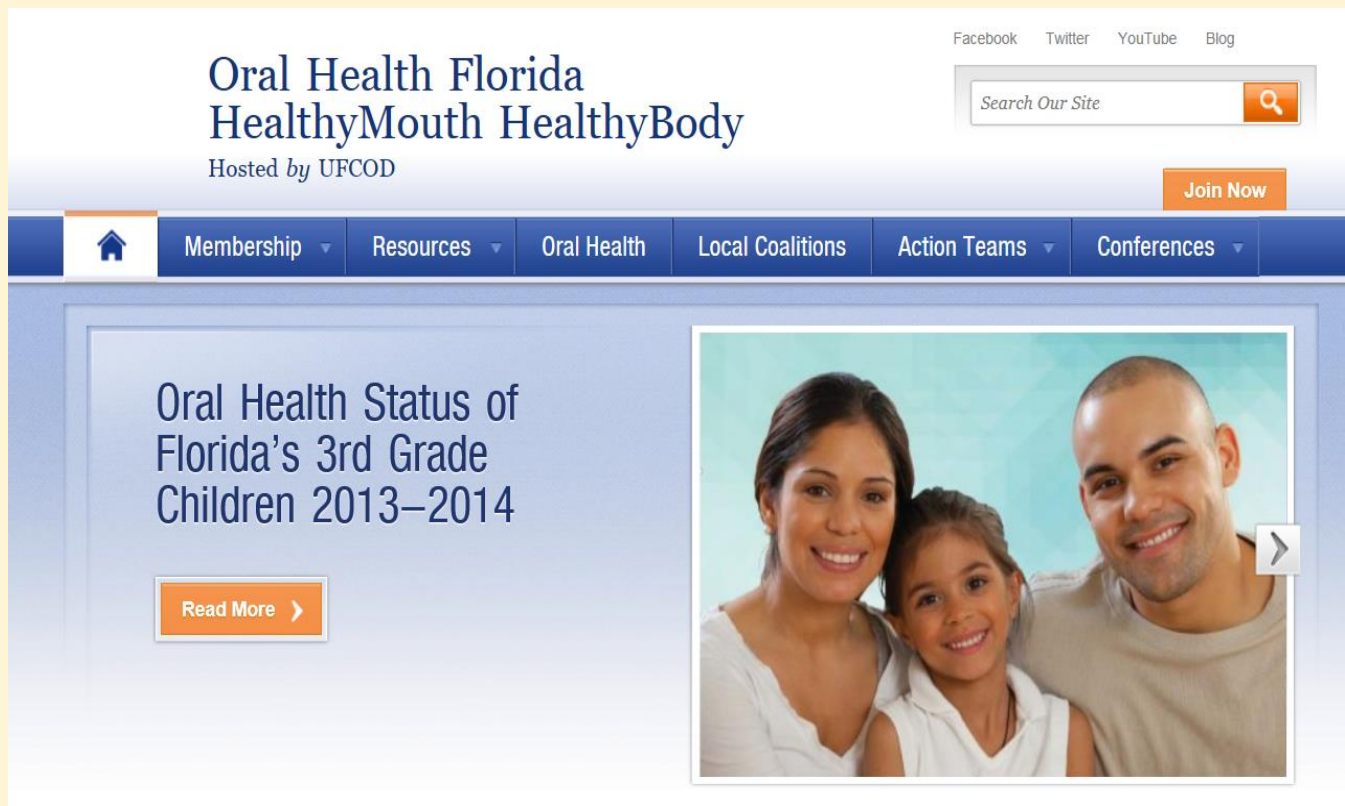 Facebook Twitter YouTube Blog
Oral Health Florida
HealthyMouth HealthyBody
Hosted by UFCOD
Search Our Site
Join Now
Membership Resources Oral Health Local Coalitions Action Teams Conferences
Oral Health Status of
Florida’s 3rd Grade
Children 2013–2014
Read More